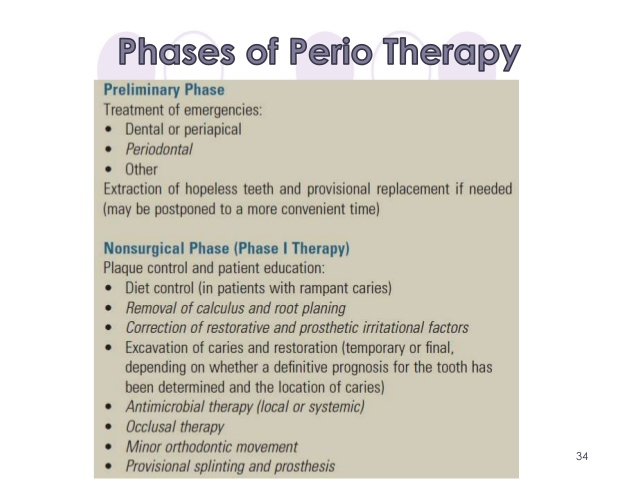 Phases of Perio Therapy
Preliminary Phase
Treatment of emergencies:
• Dental or periapical
• Periodontal
• Other
Extraction of hopeless teeth and provisional replacement if needed
(may be postponed to a more convenient time)
Nonsurgical Phase (Phase I Therapy)
Plaque control and patient education:
• Diet control (in patients with rampant caries)
• Removal of calculus and root planing
• Correction of restorative and prosthetic irritational factors
• Excavation of caries and restoration (temporary or final,
depending on whether a definitive prognosis for the tooth has
been determined and the location of caries)
• Antimicrobial therapy (local or systemic)
• Occlusal therapy
• Minor orthodontic movement
• Provisional splinting and prosthesis
34